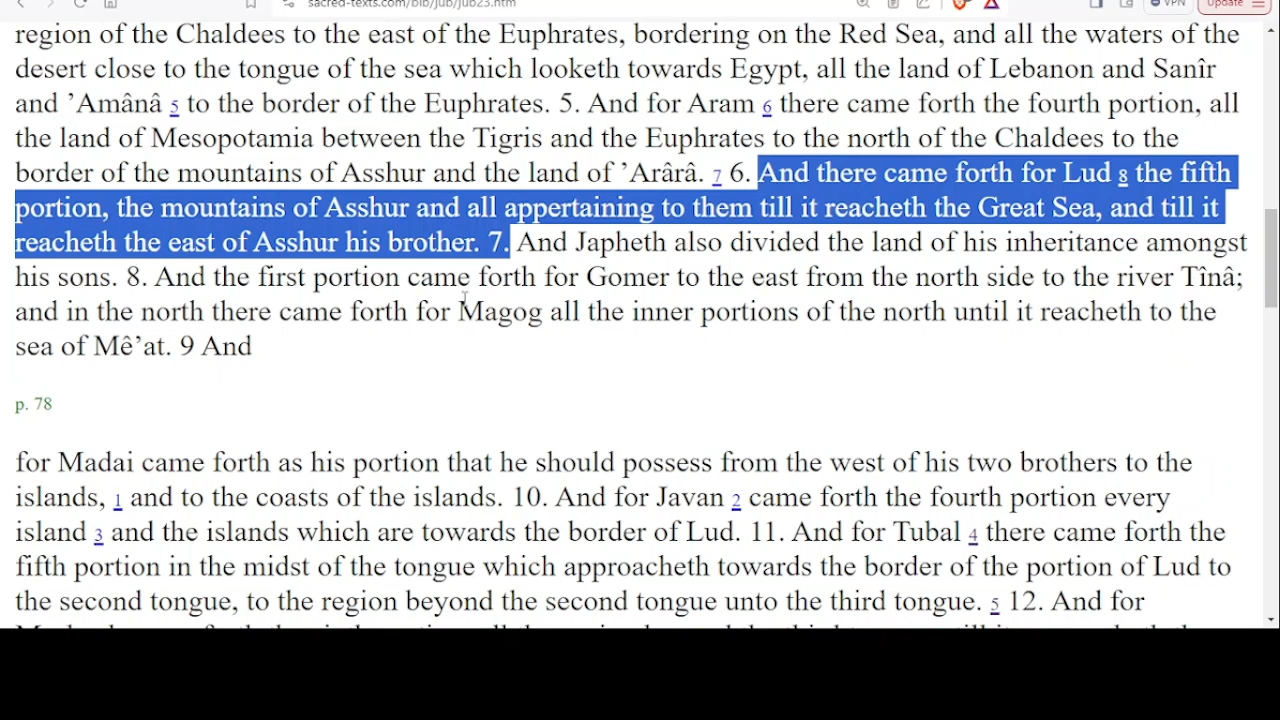 sacred-texts.com/bib/jub/jub23.htm VPN Update
region of the Chaldees to the east of the Euphrates, bordering on the Red Sea, and all the waters of the
desert close to the tongue of the sea which looketh towards Egypt, all the land of Lebanon and Sanîr
and ’Amânâ 5 to the border of the Euphrates. 5. And for Aram 6 there came forth the fourth portion, all
the land of Mesopotamia between the Tigris and the Euphrates to the north of the Chaldees to the
border of the mountains of Asshur and the land of ’Arârâ. 7 6. And there came forth for Lud 8 the fifth
portion, the mountains of Asshur and all appertaining to them till it reacheth the Great Sea, and till it
reacheth the east of Asshur his brother. 7. And Japheth also divided the land of his inheritance amongst
his sons. 8. And the first portion came forth for Gomer to the east from the north side to the river Tînâ;
and in the north there came forth for Magog all the inner portions of the north until it reacheth to the
sea of Mê’at. 9 And
p. 78
for Madai came forth as his portion that he should possess from the west of his two brothers to the
islands, 1 and to the coasts of the islands. 10. And for Javan 2 came forth the fourth portion every
island 3 and the islands which are towards the border of Lud. 11. And for Tubal 4 there came forth the
fifth portion in the midst of the tongue which approacheth towards the border of the portion of Lud to
the second tongue, to the region beyond the second tongue unto the third tongue. 5 12. And for